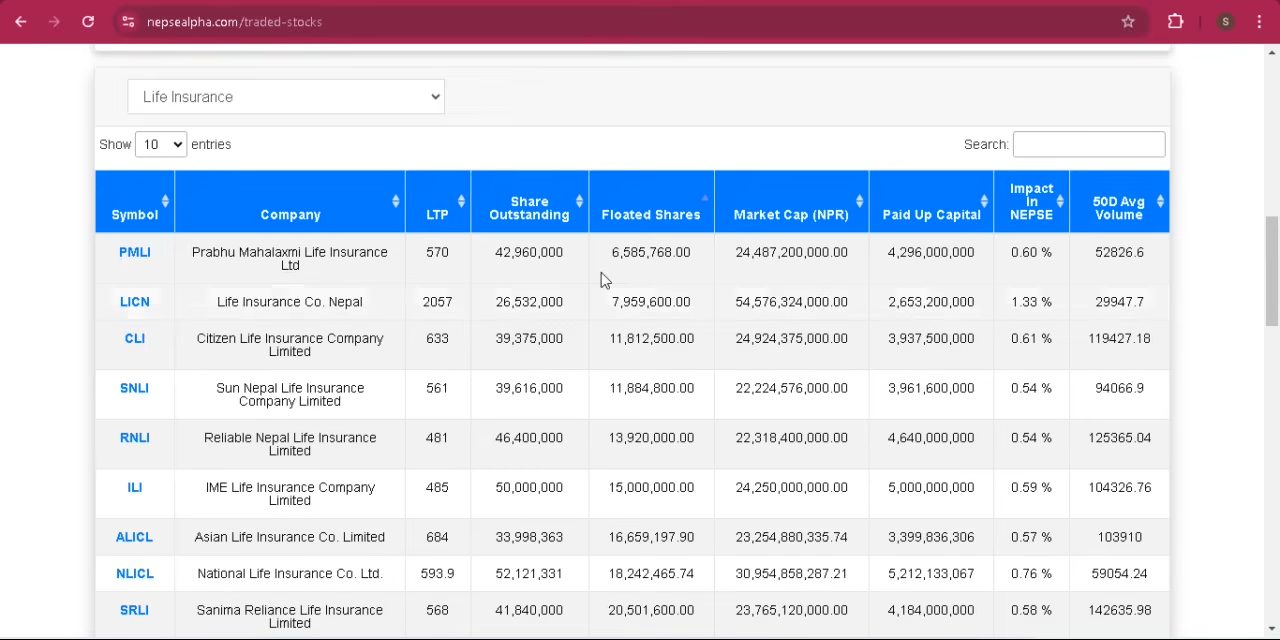 nepsealpha.com/traded-stocks
S
Life Insurance
Show 10 entries
Search:
Symbol Company LTP Share Outstanding Floated Shares Market Cap (NPR) Paid Up Capital Impact In NEPSE 50D Avg Volume
PMLI Prabhu Mahalaxmi Life Insurance Ltd 570 42,960,000 6,585,768.00 24,487,200,000.00 4,296,000,000 0.60 % 52826.6
LICN Life Insurance Co. Nepal 2057 26,532,000 7,959,600.00 54,576,324,000.00 2,653,200,000 1.33 % 29947.7
CLI Citizen Life Insurance Company Limited 633 39,375,000 11,812,500.00 24,924,375,000.00 3,937,500,000 0.61 % 119427.18
SNLI Sun Nepal Life Insurance Company Limited 561 39,616,000 11,884,800.00 22,224,576,000.00 3,961,600,000 0.54 % 94066.9
RNLI Reliable Nepal Life Insurance Limited 481 46,400,000 13,920,000.00 22,318,400,000.00 4,640,000,000 0.54 % 125365.04
ILI IME Life Insurance Company Limited 485 50,000,000 15,000,000.00 24,250,000,000.00 5,000,000,000 0.59 % 104326.76
ALICL Asian Life Insurance Co. Limited 684 33,998,363 16,659,197.90 23,254,880,335.74 3,399,836,306 0.57 % 103910
NLICL National Life Insurance Co. Ltd. 593.9 52,121,331 18,242,465.74 30,954,858,287.21 5,212,133,067 0.76 % 59054.24
SRLI Sanima Reliance Life Insurance Limited 568 41,840,000 20,501,600.00 23,765,120,000.00 4,184,000,000 0.58 % 142635.98